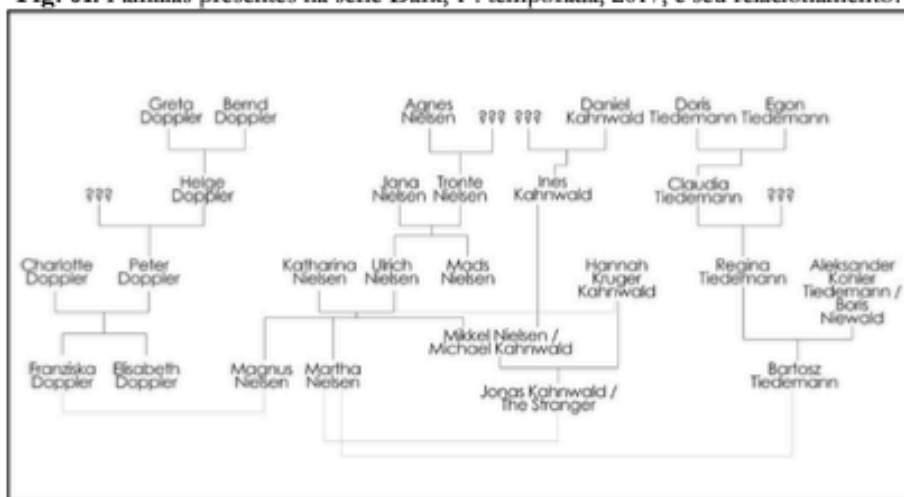 Fig. 01. Famílias presentes na série Dark, 1ª. temporada, 2017, e seu relacionamento.
Greta Doppler
Bernd Doppler
Agnes Nielsen
???
???
Daniel Kahnwald
Doris Tiedemann
Egon Tiedemann
???
Helge Doppler
Jana Nielsen
Tronte Nielsen
Ines Kahnwald
Claudia Tiedemann
???
Charlotte Doppler
Peter Doppler
Katharina Nielsen
Ulrich Nielsen
Mads Nielsen
Hannah Kruger Kahnwald
Regina Tiedemann
Aleksander Kohler Tiedemann / Boris Niewald
Franziska Doppler
Elisabeth Doppler
Magnus Nielsen
Martha Nielsen
Mikkel Nielsen / Michael Kahnwald
Jonas Kahnwald / The Stranger
Bartosz Tiedemann